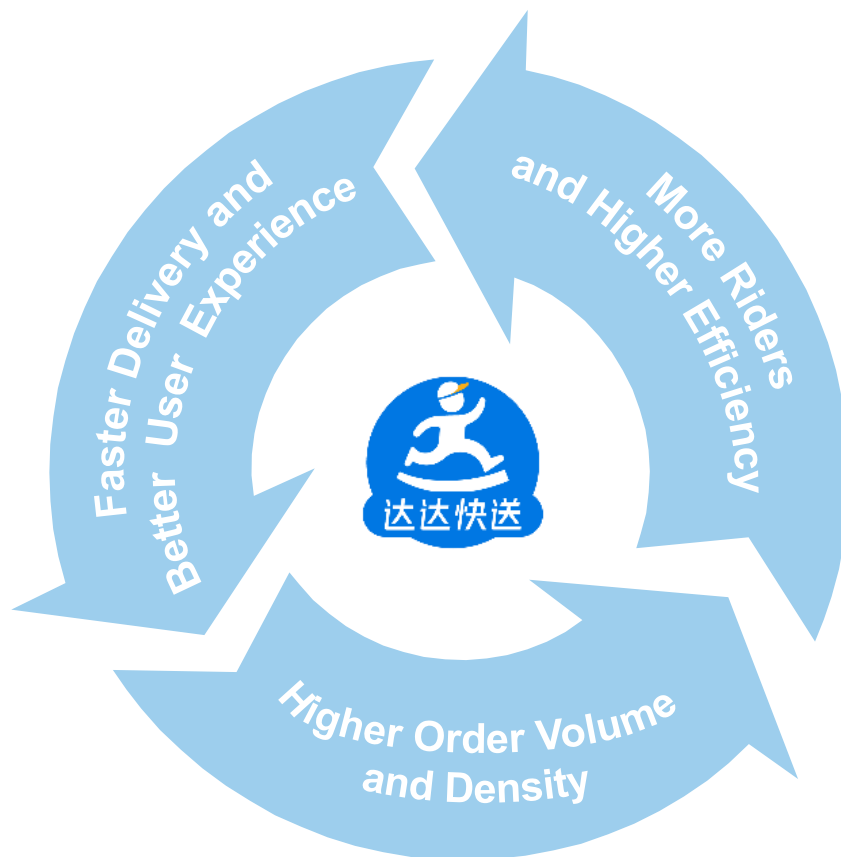 Faster Delivery and
Better User Experience
More Riders
and Higher Efficiency
达达快送
Higher Order Volume
and Density